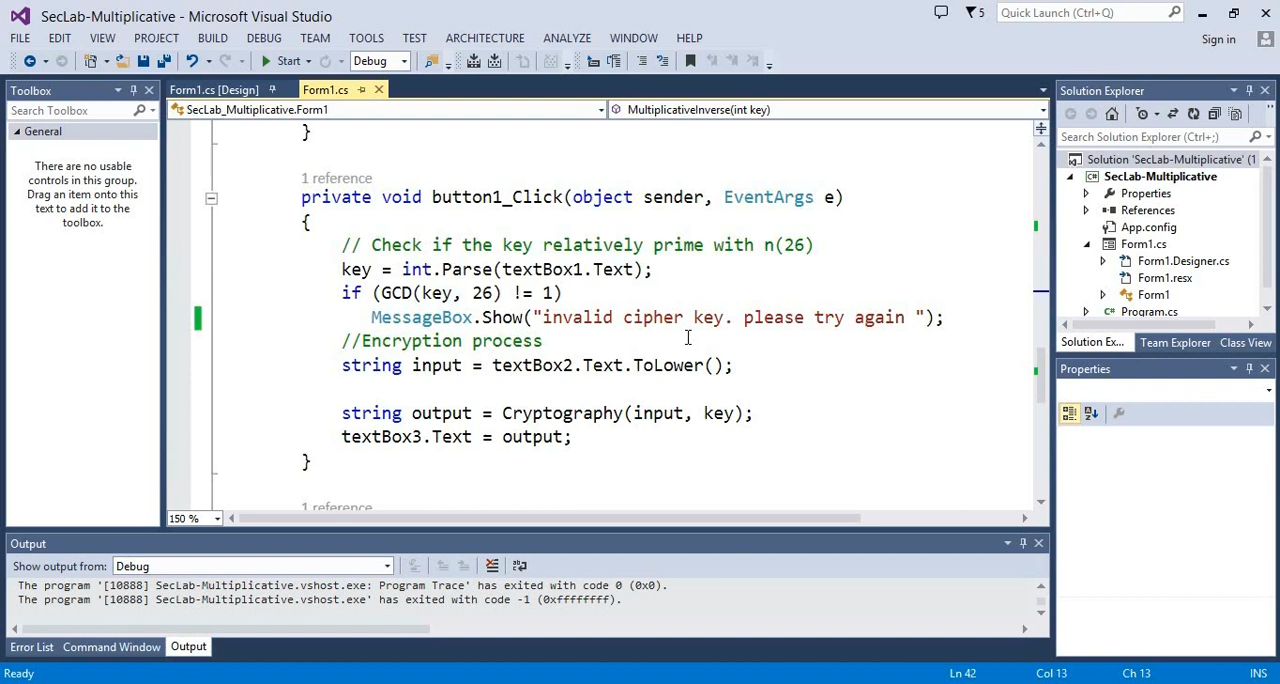 SecLab-Multiplicative - Microsoft Visual Studio
5
Quick Launch (Ctrl+Q)
FILE EDIT VIEW PROJECT BUILD DEBUG TEAM TOOLS TEST ARCHITECTURE ANALYZE WINDOW HELP
Sign in
Start
Debug
Toolbox
Search Toolbox
General
There are no usable
controls in this group.
Drag an item onto this
text to add it to the
toolbox.
Form1.cs [Design]
Form1.cs
SecLab_Multiplicative.Form1
MultiplicativeInverse(int key)
}
1 reference
private void button1_Click(object sender, EventArgs e)
{
// Check if the key relatively prime with n(26)
key = int.Parse(textBox1.Text);
if (GCD(key, 26) != 1)
MessageBox.Show("invalid cipher key. please try again ");
//Encryption process
string input = textBox2.Text.ToLower();
string output = Cryptography(input, key);
textBox3.Text = output;
}
1 reference
150 %
Solution Explorer
Search Solution Explorer (Ctrl+;)
Solution 'SecLab-Multiplicative' (1
SecLab-Multiplicative
Properties
References
App.config
Form1.cs
Form1.Designer.cs
Form1.resx
Form1
Program.cs
Solution Ex...
Team Explorer
Class View
Properties
Output
Show output from:
Debug
The program '[10888] SecLab-Multiplicative.vshost.exe: Program Trace' has exited with code 0 (0x0).
The program '[10888] SecLab-Multiplicative.vshost.exe' has exited with code -1 (0xffffffff).
Error List
Command Window
Output
Ready
Ln 42
Col 13
Ch 13
INS